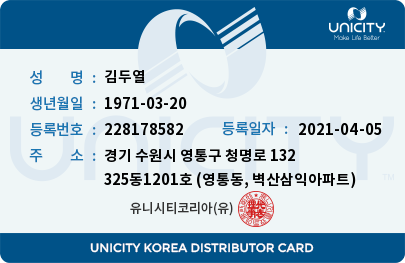 UNICITY
Make Life Better
성 명 : 김두열
생년월일 : 1971-03-20
등록번호 : 228178582 등록일자 : 2021-04-05
주 소 : 경기 수원시 영통구 청명로 132
325동1201호 (영통동, 벽산삼익아파트)
유니시티코리아(유)
UNICITY
UNICITY KOREA DISTRIBUTOR CARD